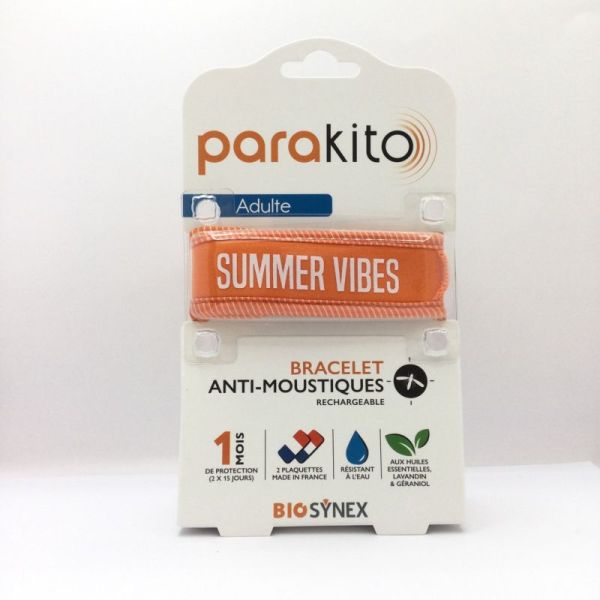 parakito
Adulte
SUMMER VIBES
BRACELET
ANTI-MOUSTIQUES
RECHARGEABLE
1 MOIS
DE PROTECTION
(2 X 15 JOURS)
2 PLAQUETTES
MADE IN FRANCE
RÉSISTANT
À L'EAU
AUX HUILES
ESSENTIELLES,
LAVANDIN
& GÉRANIOL
BIOSYNEX